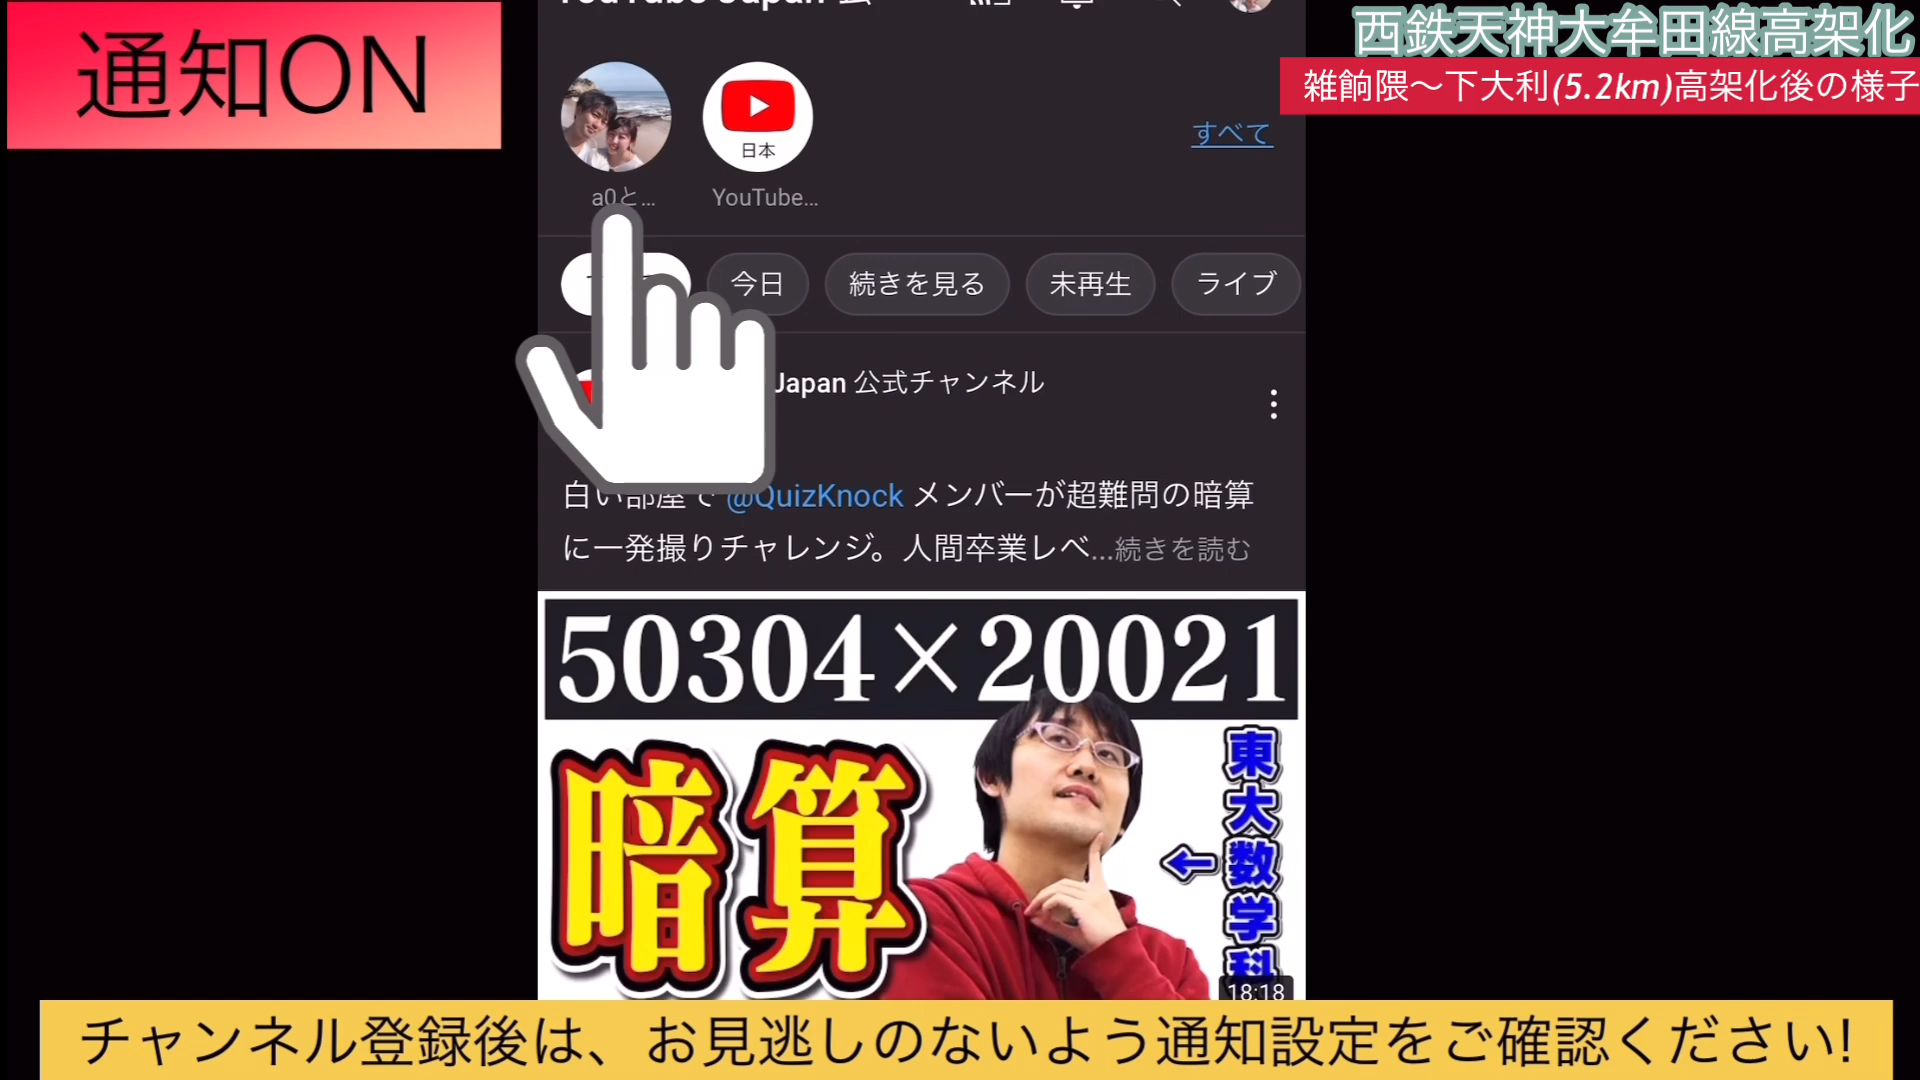 通知ON
西鉄天神大牟田線高架化
雑餉隈～下大利(5.2km)高架化後の様子
日本
すべて
a0と...
YouTube...
今日
続きを見る
未再生
ライブ
Japan 公式チャンネル
白い部屋で @QuizKnock メンバーが超難問の暗算
に一発撮りチャレンジ。人間卒業レベ...続きを読む
50304×20021
暗算
←東大数学科
18:18
チャンネル登録後は、お見逃しのないよう通知設定をご確認ください!